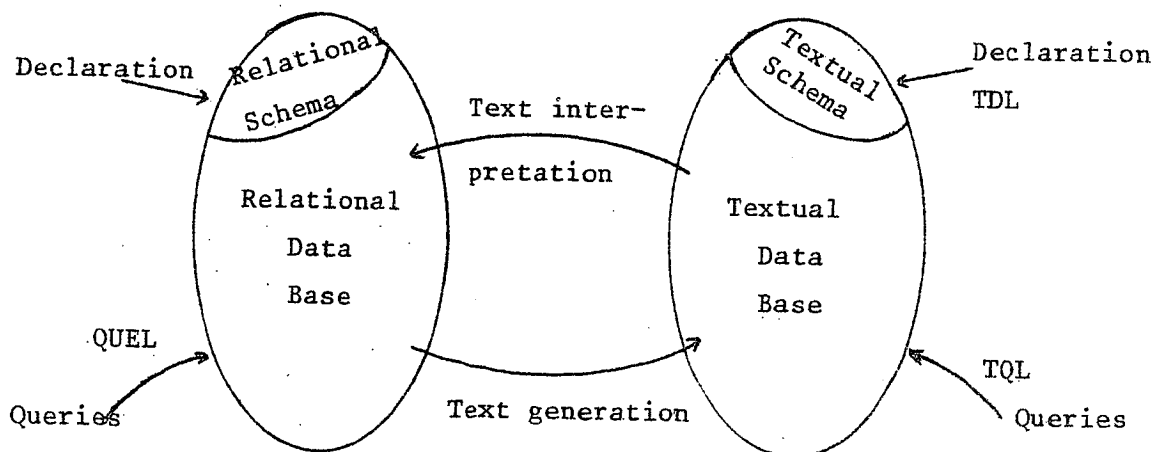 Declaration
Relational
Schema
Text inter-
pretation
Relational
Data
Base
QUEL
Queries
Text generation
Textual
Schema
Declaration
TDL
Textual
Data
Base
TQL
Queries